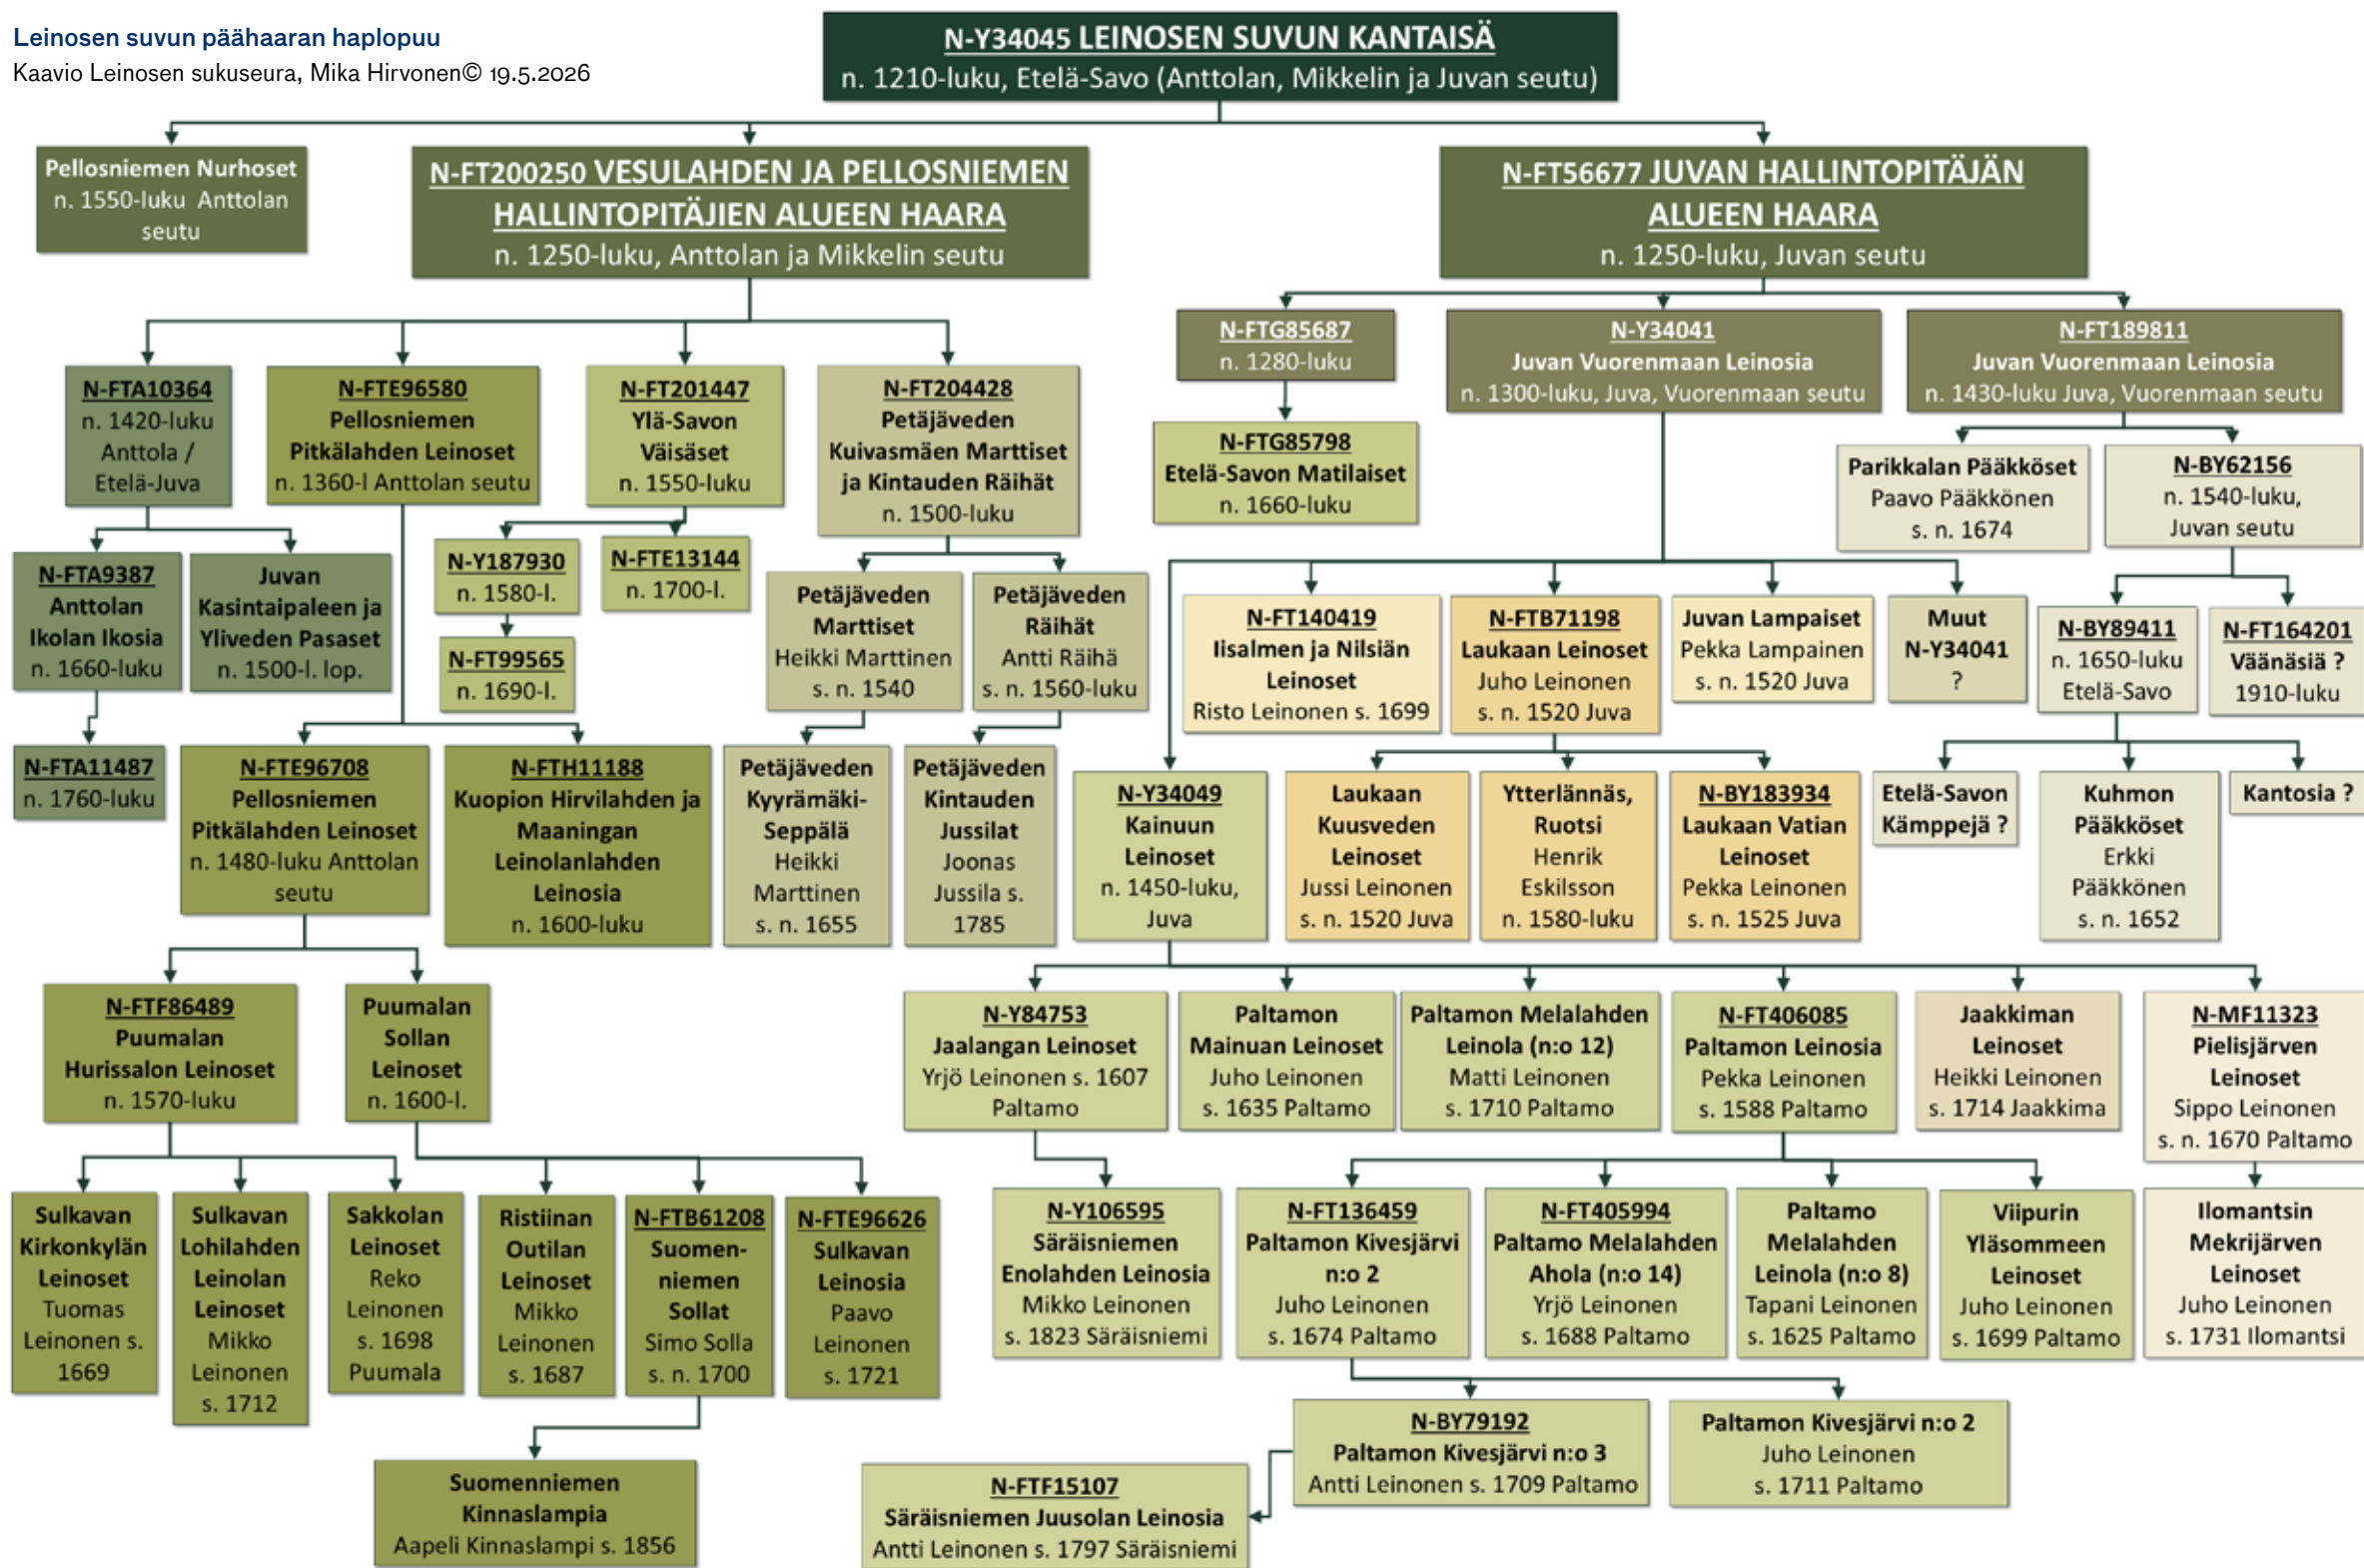 Leinosen suvun päähaaran haplopuu
Kaavio Leinosen sukuseura, Mika Hirvonen© 19.5.2026
N-Y34045 LEINOSEN SUVUN KANTAISÄ
n. 1210-luku, Etelä-Savo (Anttolan, Mikkelin ja Juvan seutu)
Pellosniemen Nurhoset
n. 1550-luku Anttolan
seutu
N-FT200250 VESULAHDEN JA PELLOSNIEMEN
HALLINTOPITÄJIEN ALUEEN HAARA
n. 1250-luku, Anttolan ja Mikkelin seutu
N-FT56677 JUVAN HALLINTOPITÄJÄN
ALUEEN HAARA
n. 1250-luku, Juvan seutu
N-FTA10364
n. 1420-luku
Anttola /
Etelä-Juva
N-FTE96580
Pellosniemen
Pitkälahden Leinoset
n. 1360-l Anttolan seutu
N-FT201447
Ylä-Savon
Väisäset
n. 1550-luku
N-FT204428
Petäjäveden
Kuivasmäen Marttiset
ja Kintauden Räihät
n. 1500-luku
N-FTG85687
n. 1280-luku
N-Y34041
Juvan Vuorenmaan Leinosia
n. 1300-luku, Juva, Vuorenmaan seutu
N-FT189811
Juvan Vuorenmaan Leinosia
n. 1430-luku Juva, Vuorenmaan seutu
N-FTG85798
Etelä-Savon Matilaiset
n. 1660-luku
Parikkalan Pääkköset
Paavo Pääkkönen
s. n. 1674
N-BY62156
n. 1540-luku,
Juvan seutu
N-FTA9387
Anttolan
Ikolan Ikosia
n. 1660-luku
Juvan
Kasintaipaleen ja
Yliveden Pasaset
n. 1500-l. lop.
N-Y187930
n. 1580-l.
N-FTE13144
n. 1700-l.
N-FT99565
n. 1690-l.
Petäjäveden
Marttiset
Heikki Marttinen
s. n. 1540
Petäjäveden
Räihät
Antti Räihä
s. n. 1560-luku
N-FT140419
Iisalmen ja Nilsiän
Leinoset
Risto Leinonen s. 1699
N-FTB71198
Laukaan Leinoset
Juho Leinonen
s. n. 1520 Juva
Juvan Lampaiset
Pekka Lampainen
s. n. 1520 Juva
Muut
N-Y34041
?
N-BY89411
n. 1650-luku
Etelä-Savo
N-FT164201
Väänäsiä ?
1910-luku
N-FTA11487
n. 1760-luku
N-FTE96708
Pellosniemen
Pitkälahden Leinoset
n. 1480-luku Anttolan
seutu
N-FTH11188
Kuopion Hirvilahden ja
Maaningan
Leinolanlahden
Leinosia
n. 1600-luku
Petäjäveden
Kyyrämäki-
Seppälä
Heikki
Marttinen
s. n. 1655
Petäjäveden
Kintauden
Jussilat
Joonas
Jussila s.
1785
N-Y34049
Kainuun
Leinoset
n. 1450-luku,
Juva
Laukaan
Kuusveden
Leinoset
Jussi Leinonen
s. n. 1520 Juva
Ytterlännäs,
Ruotsi
Henrik
Eskilsson
n. 1580-luku
N-BY183934
Laukaan Vatian
Leinoset
Pekka Leinonen
s. n. 1525 Juva
Etelä-Savon
Kämppejä ?
Kuhmon
Pääkköset
Erkki
Pääkkönen
s. n. 1652
Kantosia ?
N-FTF86489
Puumalan
Hurissalon Leinoset
n. 1570-luku
Puumalan
Sollan
Leinoset
n. 1600-l.
N-Y84753
Jaalangan Leinoset
Yrjö Leinonen s. 1607
Paltamo
Paltamon
Mainuan Leinoset
Juho Leinonen
s. 1635 Paltamo
Paltamon Melalahden
Leinola (n:o 12)
Matti Leinonen
s. 1710 Paltamo
N-FT406085
Paltamon Leinosia
Pekka Leinonen
s. 1588 Paltamo
Jaakkiman
Leinoset
Heikki Leinonen
s. 1714 Jaakkima
N-MF11323
Pielisjärven
Leinoset
Sippo Leinonen
s. n. 1670 Paltamo
Sulkavan
Kirkonkylän
Leinoset
Tuomas
Leinonen s.
1669
Sulkavan
Lohilahden
Leinolan
Leinoset
Mikko
Leinonen
s. 1712
Sakkolan
Leinoset
Reko
Leinonen
s. 1698
Puumala
Ristiinan
Outilan
Leinoset
Mikko
Leinonen
s. 1687
N-FTB61208
Suomen-
niemen
Sollat
Simo Solla
s. n. 1700
N-FTE96626
Sulkavan
Leinosia
Paavo
Leinonen
s. 1721
N-Y106595
Säräisniemen
Enolahden Leinosia
Mikko Leinonen
s. 1823 Säräisniemi
N-FT136459
Paltamon Kivesjärvi
n:o 2
Juho Leinonen
s. 1674 Paltamo
N-FT405994
Paltamo Melalahden
Ahola (n:o 14)
Yrjö Leinonen
s. 1688 Paltamo
Paltamo
Melalahden
Leinola (n:o 8)
Tapani Leinonen
s. 1625 Paltamo
Viipurin
Yläsommeen
Leinoset
Juho Leinonen
s. 1699 Paltamo
Ilomantsin
Mekrijärven
Leinoset
Juho Leinonen
s. 1731 Ilomantsi
Suomenniemen
Kinnaslampia
Aapeli Kinnaslampi s. 1856
N-FTF15107
Säräisniemen Juusolan Leinosia
Antti Leinonen s. 1797 Säräisniemi
N-BY79192
Paltamon Kivesjärvi n:o 3
Antti Leinonen s. 1709 Paltamo
Paltamon Kivesjärvi n:o 2
Juho Leinonen
s. 1711 Paltamo